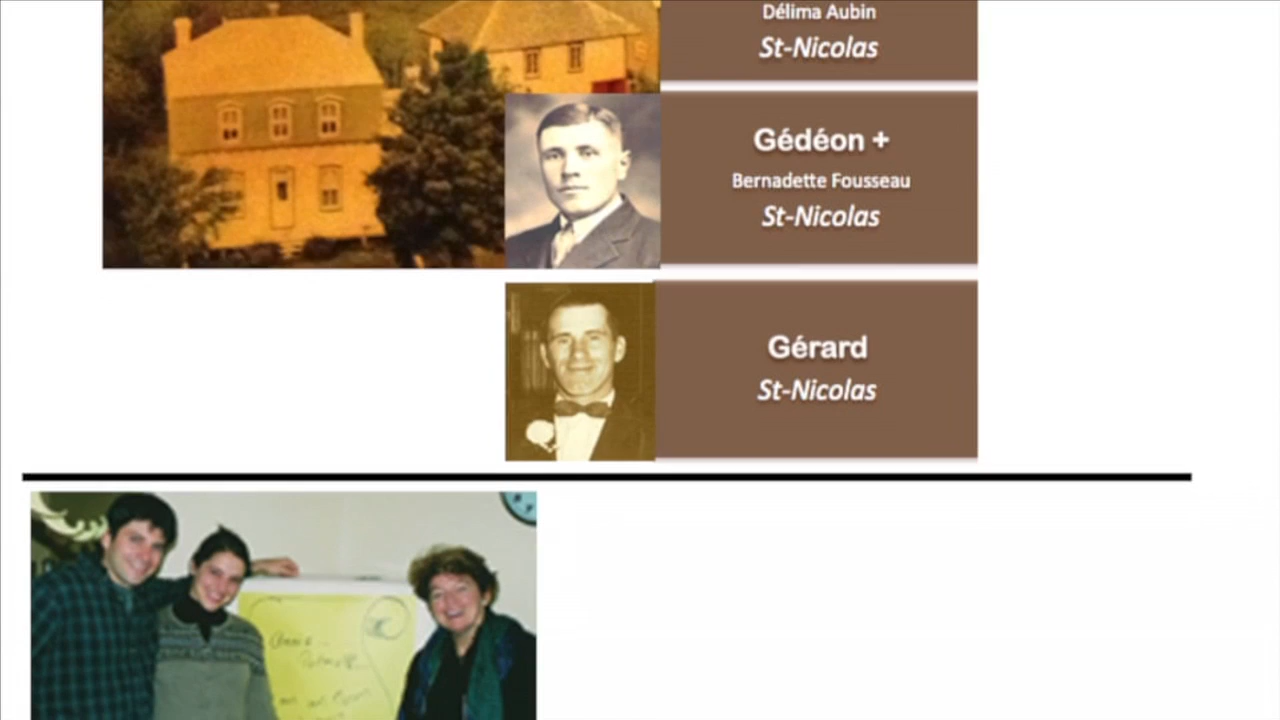 Délima Aubin
St-Nicolas
Gédéon +
Bernadette Fousseau
St-Nicolas
Gérard
St-Nicolas